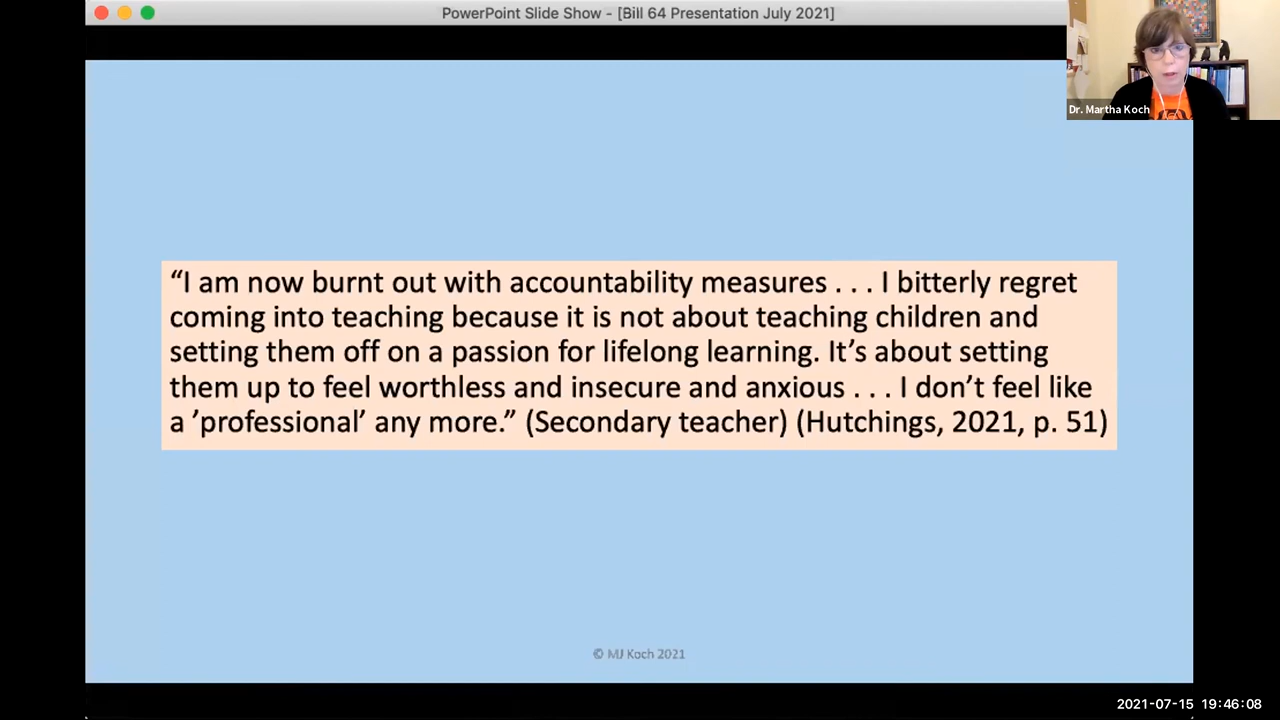 PowerPoint Slide Show - [Bill 64 Presentation July 2021]
Dr. Martha Koch
“I am now burnt out with accountability measures . . . I bitterly regret
coming into teaching because it is not about teaching children and
setting them off on a passion for lifelong learning. It’s about setting
them up to feel worthless and insecure and anxious . . . I don’t feel like
a ’professional’ any more.” (Secondary teacher) (Hutchings, 2021, p. 51)
© MJ Koch 2021
2021-07-15 19:46:08